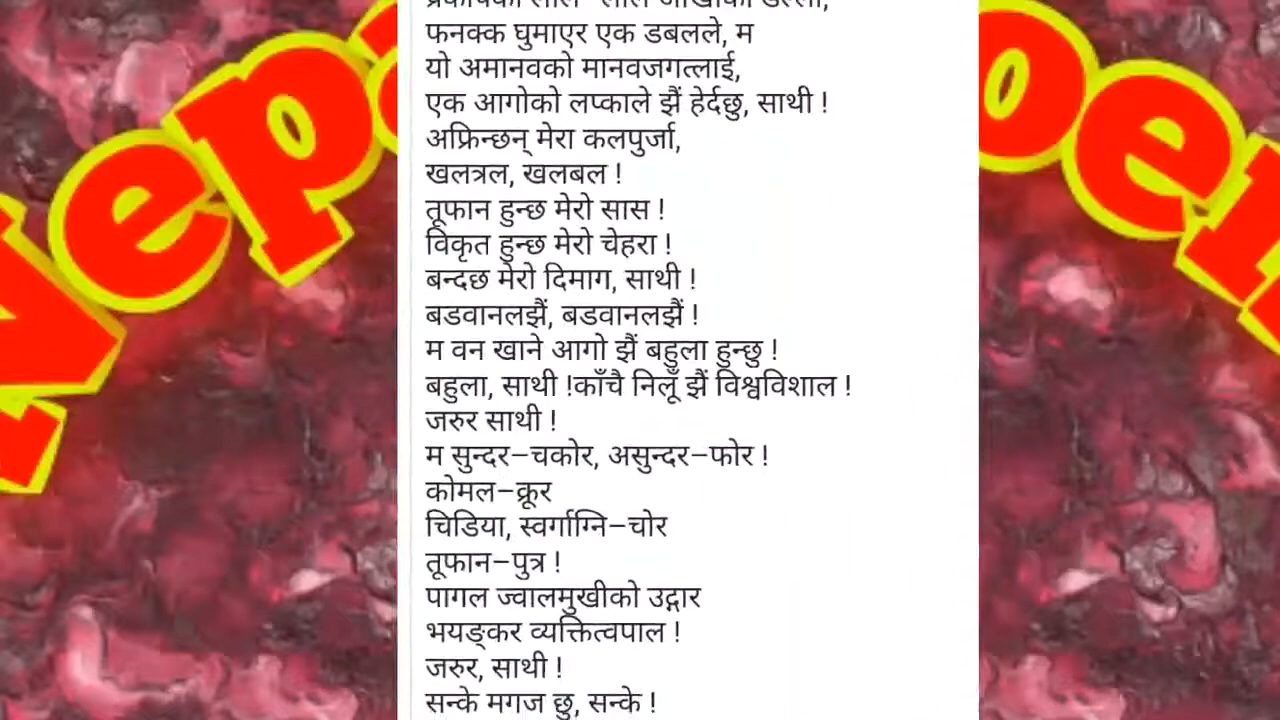 Nepa
oem
फनक्क घुमाएर एक डबलले, म
यो अमानवको मानवजगत्लाई,
एक आगोको लप्काले झैं हेर्दछु, साथी !
अफ्रिन्छन् मेरा कलपुर्जा,
खलत्रल, खलबल !
तूफान हुन्छ मेरो सास !
विकृत हुन्छ मेरो चेहरा !
बन्दछ मेरो दिमाग, साथी !
बडवानलझैं, बडवानलझैं !
म वन खाने आगो झैं बहुला हुन्छु !
बहुला, साथी !काँचै निलूँ झैं विश्वविशाल !
जरुर साथी !
म सुन्दर–चकोर, असुन्दर–फोर !
कोमल–क्रूर
चिडिया, स्वर्गाग्नि–चोर
तूफान–पुत्र !
पागल ज्वालमुखीको उद्गार
भयङ्कर व्यक्तित्वपाल !
जरुर, साथी !
सन्के मगज छु, सन्के !